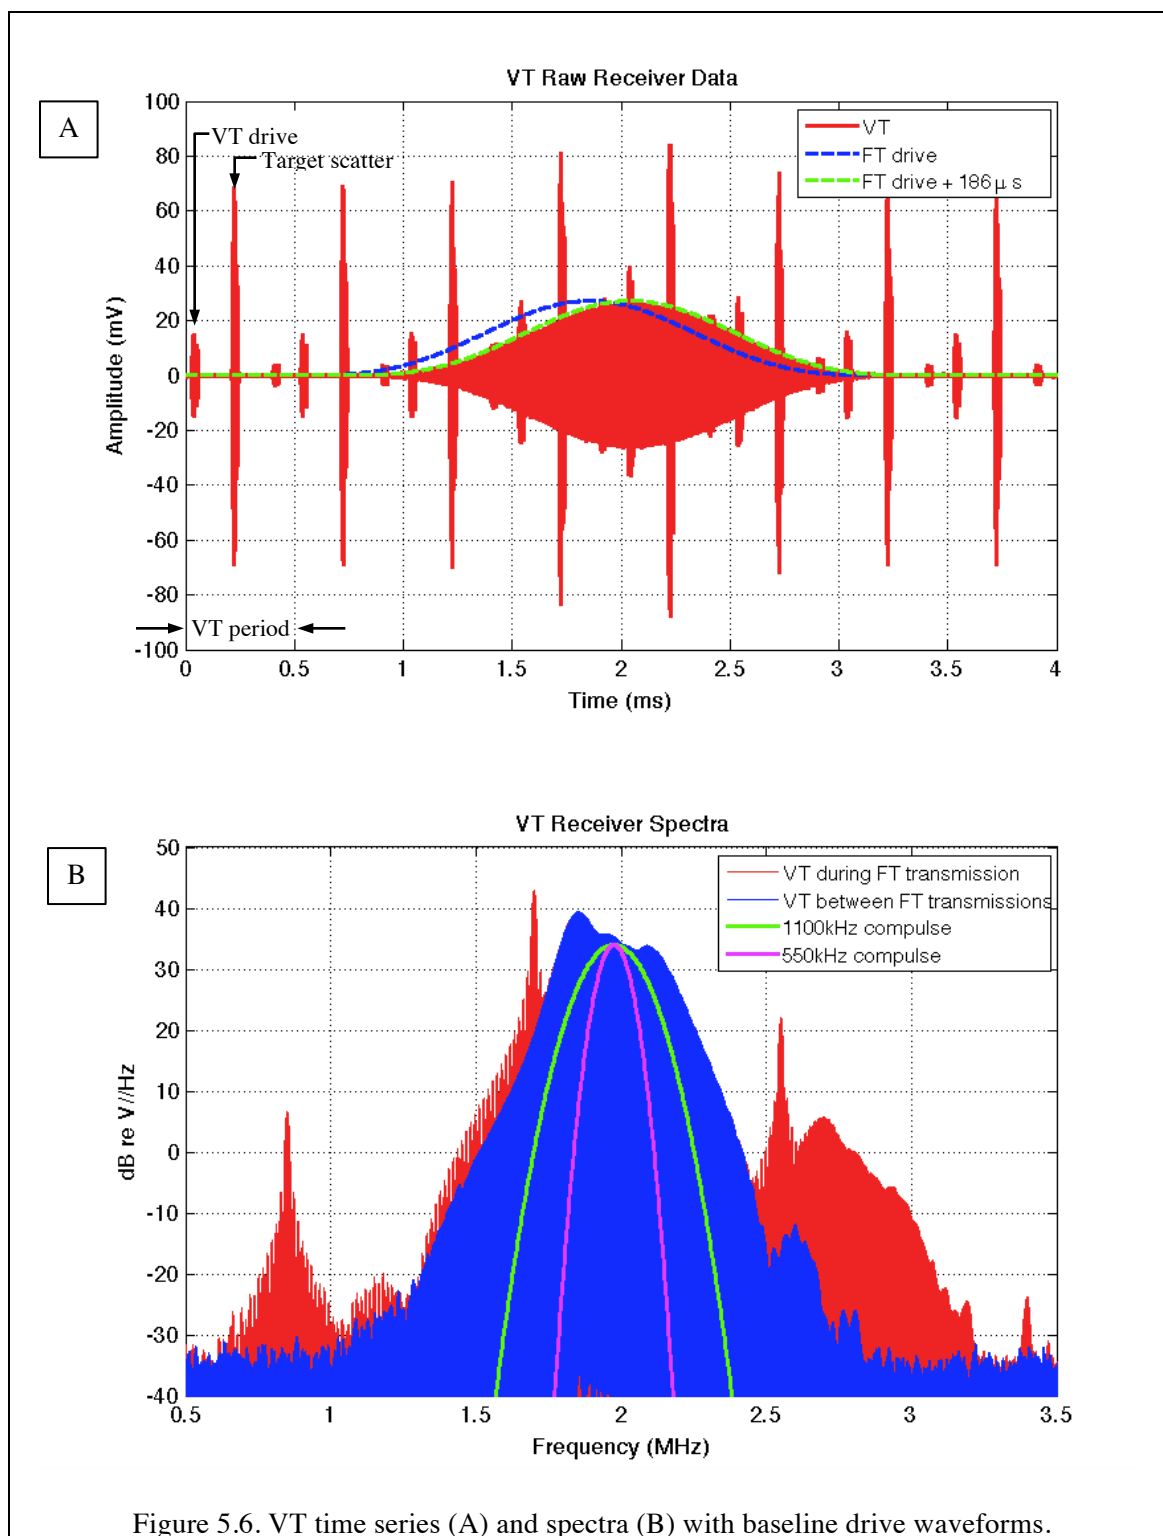 A
VT Raw Receiver Data
100
80
60
40
20
0
-20
-40
-60
-80
-100
Amplitude (mV)
VT drive
Target scatter
VT
FT drive
FT drive + 186μ s
VT period
0 0.5 1 1.5 2 2.5 3 3.5 4
Time (ms)
B
VT Receiver Spectra
50
40
30
20
10
0
-10
-20
-30
-40
dB re V//Hz
VT during FT transmission
VT between FT transmissions
1100kHz compulse
550kHz compulse
0.5 1 1.5 2 2.5 3 3.5
Frequency (MHz)
Figure 5.6. VT time series (A) and spectra (B) with baseline drive waveforms.